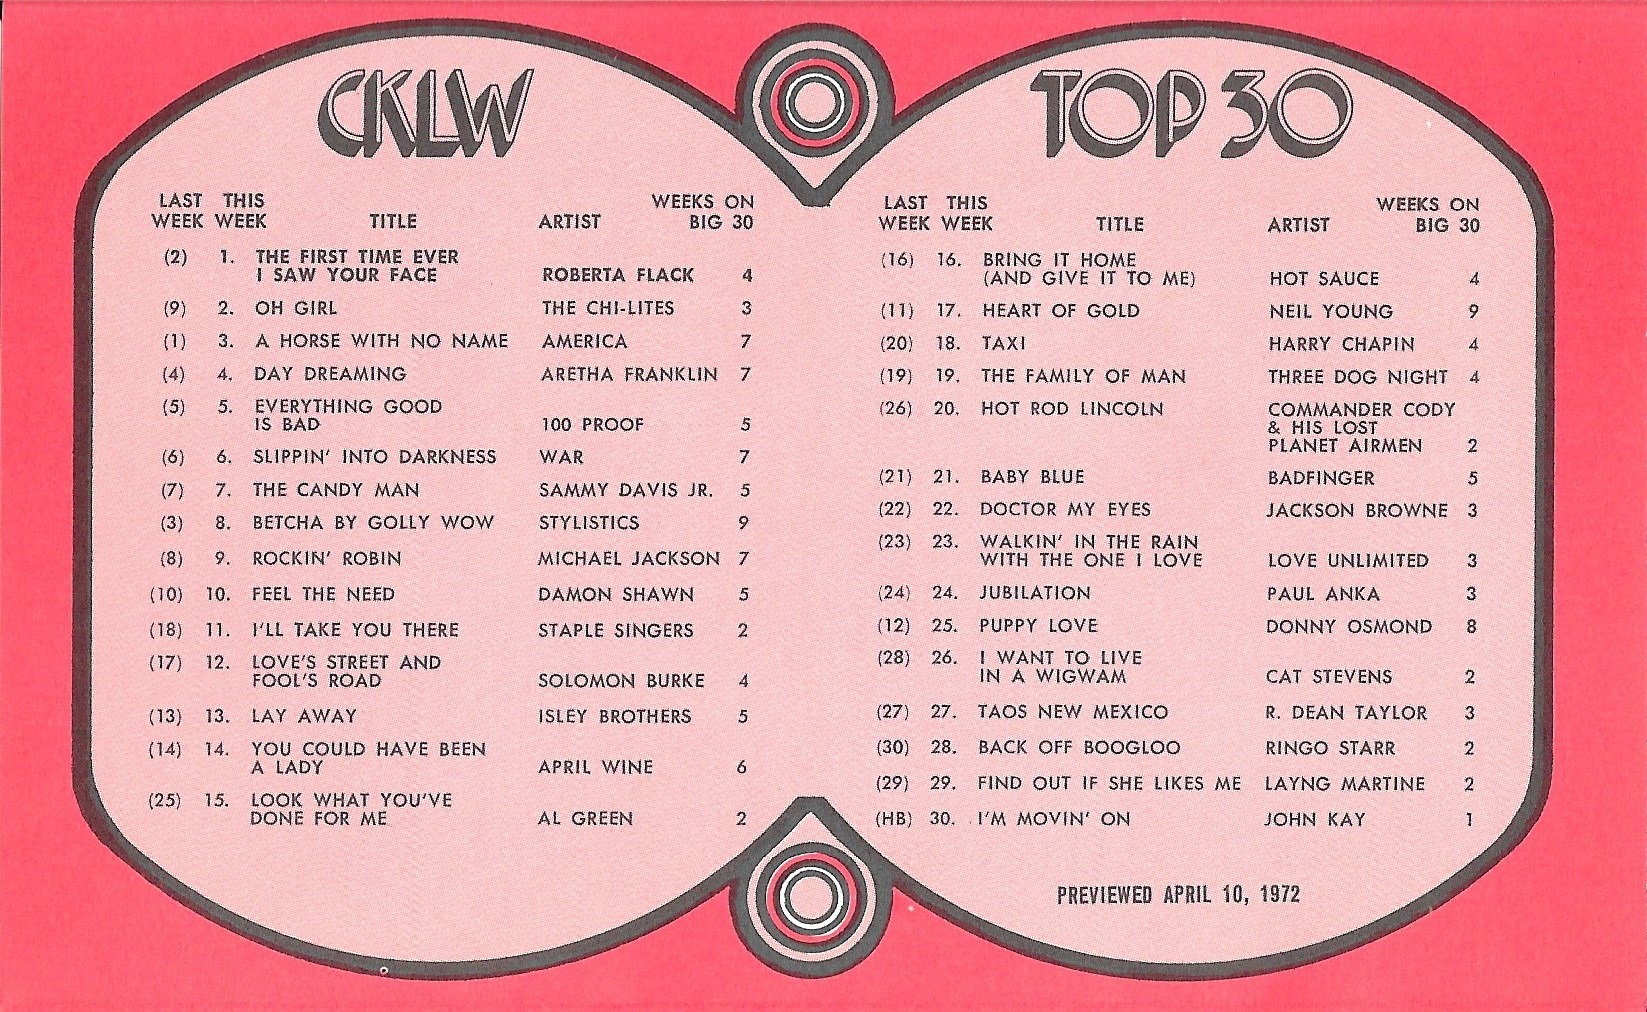 CKLW
LAST THIS WEEKS ON
WEEK WEEK TITLE ARTIST BIG 30
(2) 1. THE FIRST TIME EVER
I SAW YOUR FACE ROBERTA FLACK 4
(9) 2. OH GIRL THE CHI-LITES 3
(1) 3. A HORSE WITH NO NAME AMERICA 7
(4) 4. DAY DREAMING ARETHA FRANKLIN 7
(5) 5. EVERYTHING GOOD
IS BAD 100 PROOF 5
(6) 6. SLIPPIN' INTO DARKNESS WAR 7
(7) 7. THE CANDY MAN SAMMY DAVIS JR. 5
(3) 8. BETCHA BY GOLLY WOW STYLISTICS 9
(8) 9. ROCKIN' ROBIN MICHAEL JACKSON 7
(10) 10. FEEL THE NEED DAMON SHAWN 5
(18) 11. I'LL TAKE YOU THERE STAPLE SINGERS 2
(17) 12. LOVE'S STREET AND
FOOL'S ROAD SOLOMON BURKE 4
(13) 13. LAY AWAY ISLEY BROTHERS 5
(14) 14. YOU COULD HAVE BEEN
A LADY APRIL WINE 6
(25) 15. LOOK WHAT YOU'VE
DONE FOR ME AL GREEN 2
TOP 30
LAST THIS WEEKS ON
WEEK WEEK TITLE ARTIST BIG 30
(16) 16. BRING IT HOME
(AND GIVE IT TO ME) HOT SAUCE 4
(11) 17. HEART OF GOLD NEIL YOUNG 9
(20) 18. TAXI HARRY CHAPIN 4
(19) 19. THE FAMILY OF MAN THREE DOG NIGHT 4
(26) 20. HOT ROD LINCOLN COMMANDER CODY
& HIS LOST
PLANET AIRMEN 2
(21) 21. BABY BLUE BADFINGER 5
(22) 22. DOCTOR MY EYES JACKSON BROWNE 3
(23) 23. WALKIN' IN THE RAIN
WITH THE ONE I LOVE LOVE UNLIMITED 3
(24) 24. JUBILATION PAUL ANKA 3
(12) 25. PUPPY LOVE DONNY OSMOND 8
(28) 26. I WANT TO LIVE
IN A WIGWAM CAT STEVENS 2
(27) 27. TAOS NEW MEXICO R. DEAN TAYLOR 3
(30) 28. BACK OFF BOOGLOO RINGO STARR 2
(29) 29. FIND OUT IF SHE LIKES ME LAYNG MARTINE 2
(HB) 30. I'M MOVIN' ON JOHN KAY 1
PREVIEWED APRIL 10, 1972